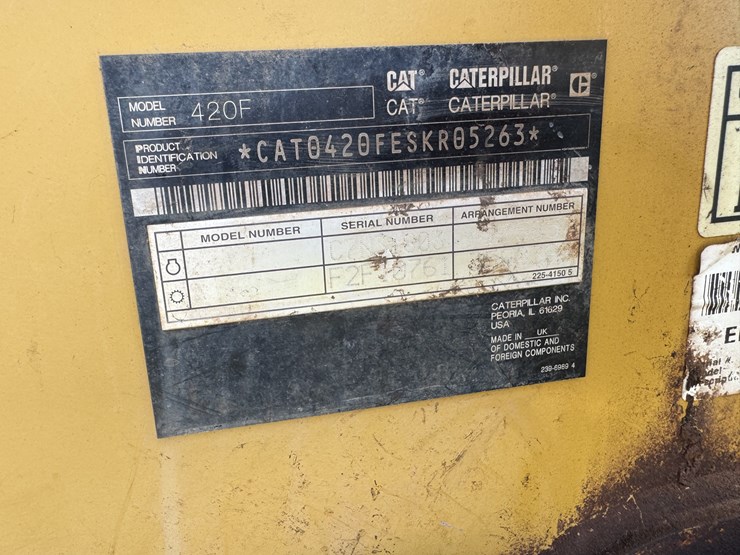 CAT® CATERPILLAR®
CAT® CATERPILLAR®
MODEL NUMBER 420F
PRODUCT IDENTIFICATION NUMBER *CAT0420FESKR05263*
MODEL NUMBER SERIAL NUMBER ARRANGEMENT NUMBER
225-4150 5
CATERPILLAR INC.
PEORIA, IL 61629
USA
MADE IN UK
OF DOMESTIC AND
FOREIGN COMPONENTS
239-6969 4